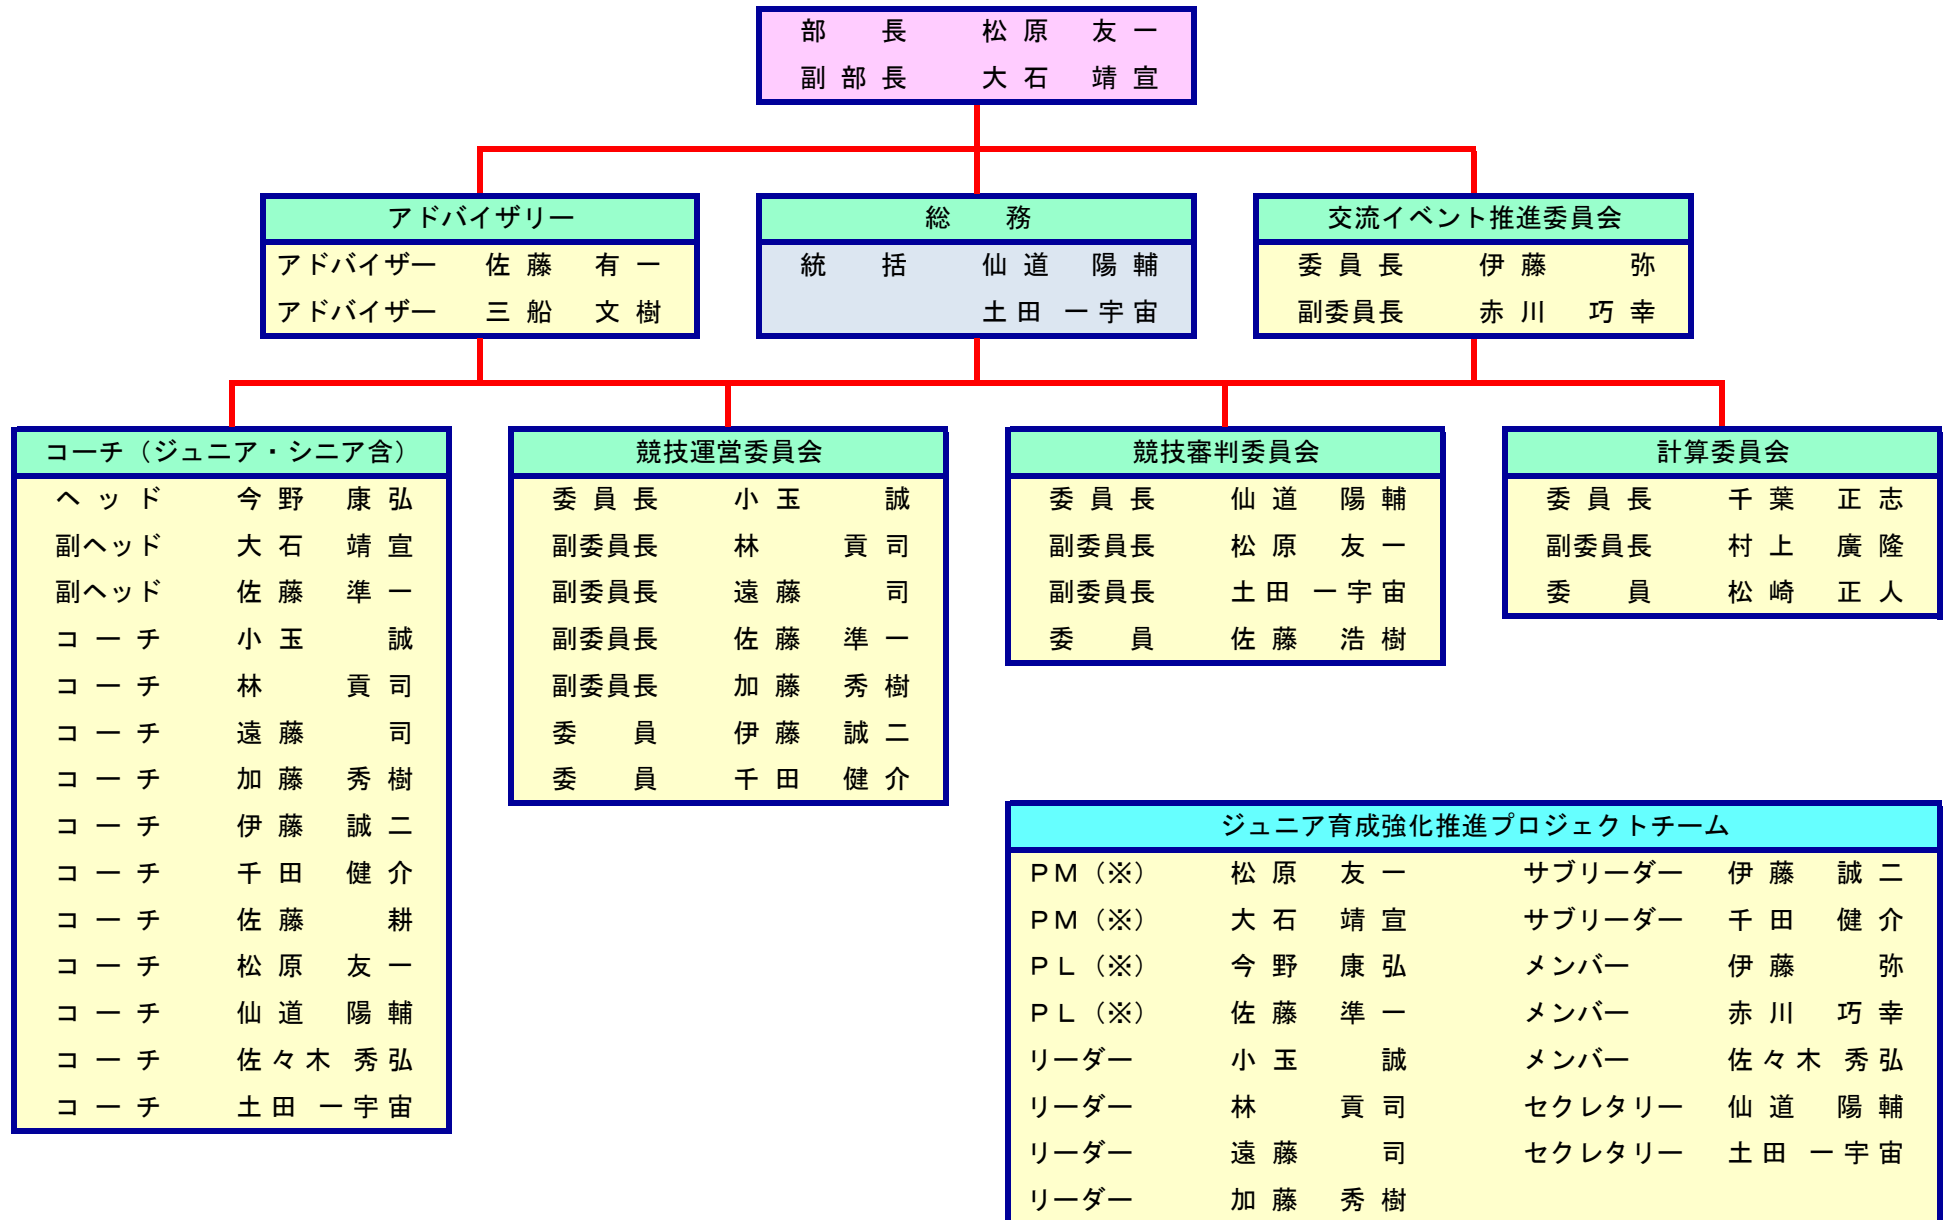 部長 松原 友一
副部長 大石 靖宣
アドバイザリー
アドバイザー 佐藤 有一
アドバイザー 三船 文樹
総務
統括 仙道 陽輔
土田 一宇宙
交流イベント推進委員会
委員長 伊藤 弥
副委員長 赤川 巧幸
コーチ（ジュニア・シニア含）
ヘッド 今野 康弘
副ヘッド 大石 靖宣
副ヘッド 佐藤 準一
コーチ 小玉 誠
コーチ 林 貢司
コーチ 遠藤 司
コーチ 加藤 秀樹
コーチ 伊藤 誠二
コーチ 千田 健介
コーチ 佐藤 耕
コーチ 松原 友一
コーチ 仙道 陽輔
コーチ 佐々木 秀弘
コーチ 土田 一宇宙
競技運営委員会
委員長 小玉 誠
副委員長 林 貢司
副委員長 遠藤 司
副委員長 佐藤 準一
副委員長 加藤 秀樹
委員 伊藤 誠二
委員 千田 健介
競技審判委員会
委員長 仙道 陽輔
副委員長 松原 友一
副委員長 土田 一宇宙
委員 佐藤 浩樹
計算委員会
委員長 千葉 正志
副委員長 村上 廣隆
委員 松崎 正人
ジュニア育成強化推進プロジェクトチーム
ＰＭ（※） 松原 友一 サブリーダー 伊藤 誠二
ＰＭ（※） 大石 靖宣 サブリーダー 千田 健介
ＰＬ（※） 今野 康弘 メンバー 伊藤 弥
ＰＬ（※） 佐藤 準一 メンバー 赤川 巧幸
リーダー 小玉 誠 メンバー 佐々木 秀弘
リーダー 林 貢司 セクレタリー 仙道 陽輔
リーダー 遠藤 司 セクレタリー 土田 一宇宙
リーダー 加藤 秀樹